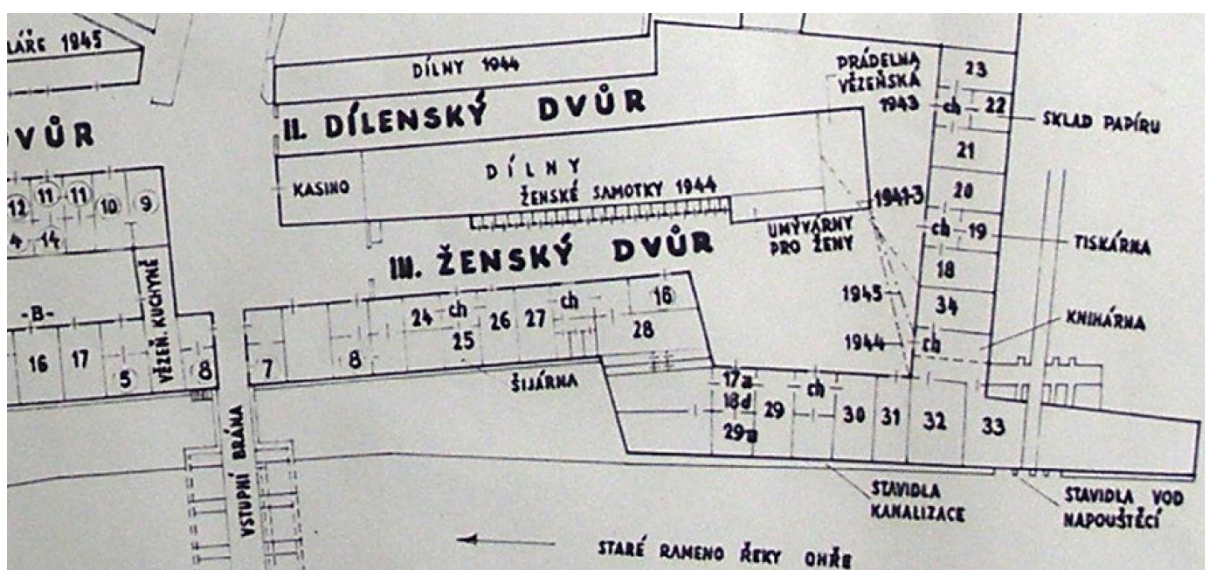 LÁŘE 1945
DÍLNY 1944
PRÁDELNA
VĚZEŇSKÁ
1943
23
ch
22
SKLAD PAPÍRU
DVŮR
II. DÍLENSKÝ DVŮR
21
KASINO
DÍLNY
ŽENSKÉ SAMOTKY 1944
12
11
11
10
9
4
14
20
1941-3
UMÝVÁRNY
PRO ŽENY
ch
19
TISKÁRNA
III. ŽENSKÝ DVŮR
18
1945
34
KNIHÁRNA
1944
ch
-B-
VĚZEŇ. KUCHYNĚ
16
17
5
8
7
8
24
ch
25
26
27
ch
16
28
ŠIJÁRNA
17a
18d
29a
29
ch
30
31
32
33
VSTUPNÍ BRÁNA
STAVIDLA
KANALIZACE
STAVIDLA VOD
NAPOUŠTĚCÍ
STARÉ RAMENO ŘEKY OHŘE